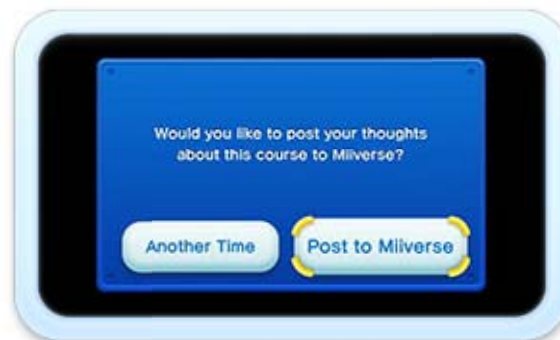 Would you like to post your thoughts
about this course to Miiverse?
Another Time
Post to Miiverse